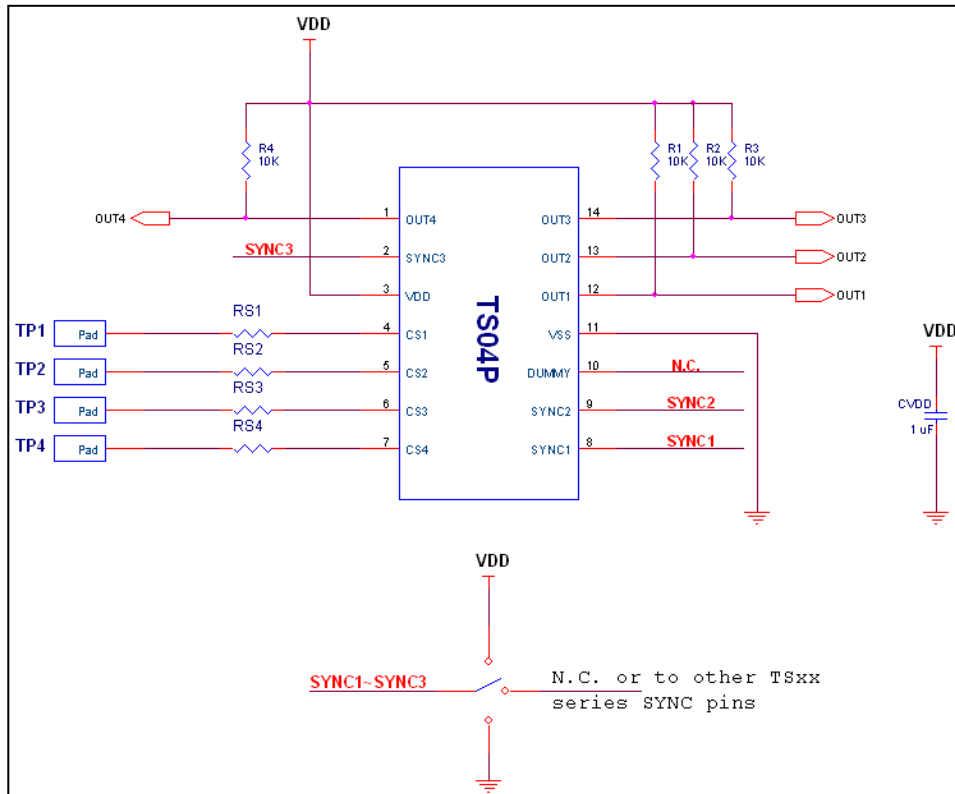 VDD
R4
10K
R1
10K
R2
10K
R3
10K
OUT4
1
OUT4
OUT3
14
OUT3
SYNC3
2
SYNC3
OUT2
13
OUT2
3
VDD
OUT1
12
OUT1
TS04P
TP1
Pad
RS1
4
CS1
VSS
11
TP2
Pad
RS2
5
CS2
DUMMY
10
N.C.
TP3
Pad
RS3
6
CS3
SYNC2
9
SYNC2
TP4
Pad
RS4
7
CS4
SYNC1
8
SYNC1
VDD
CVDD
1 uF
VDD
SYNC1~SYNC3
N.C. or to other TSxx
series SYNC pins